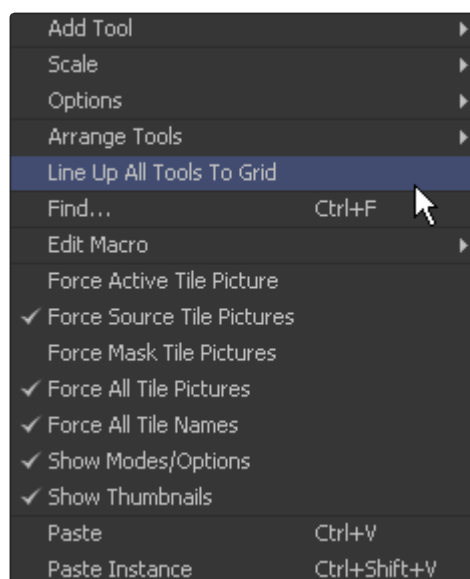 Add Tool
Scale
Options
Arrange Tools
Line Up All Tools To Grid
Find... Ctrl+F
Edit Macro
Force Active Tile Picture
Force Source Tile Pictures
Force Mask Tile Pictures
Force All Tile Pictures
Force All Tile Names
Show Modes/Options
Show Thumbnails
Paste Ctrl+V
Paste Instance Ctrl+Shift+V